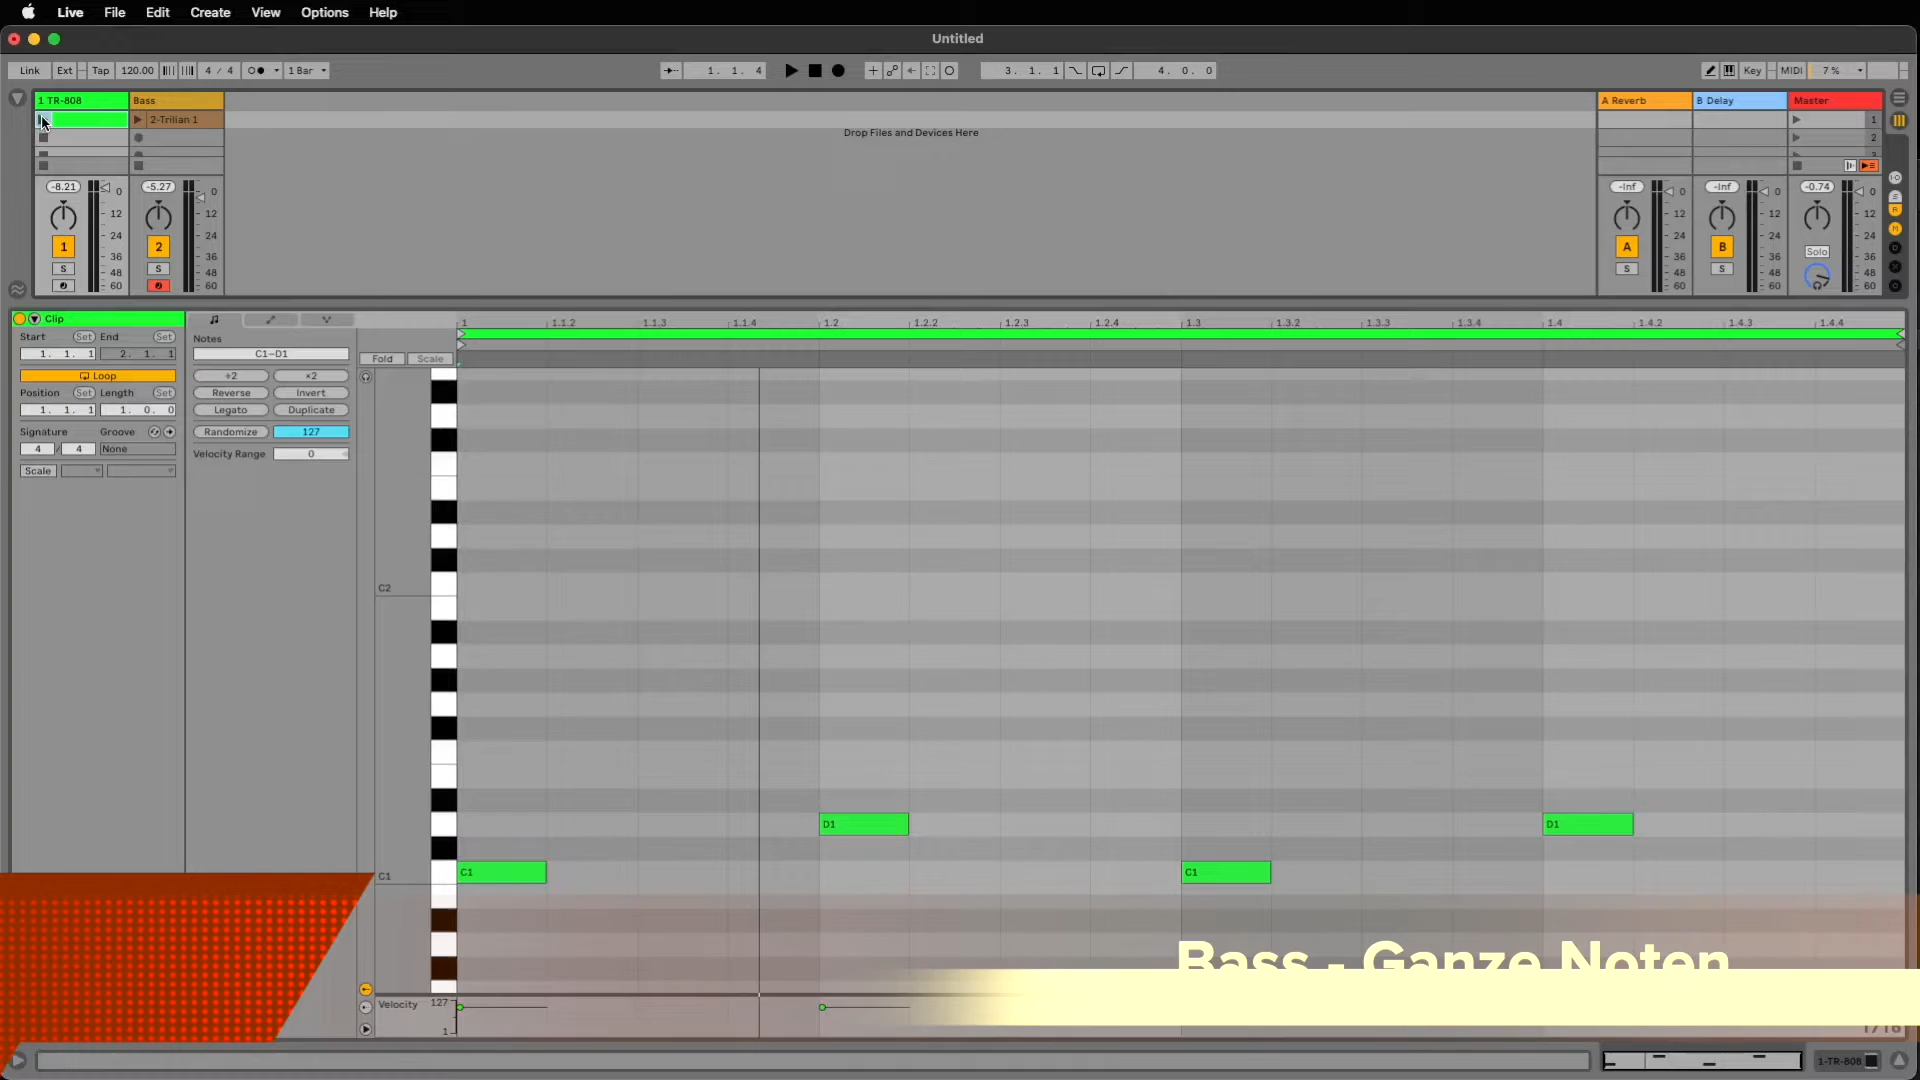 Live File Edit Create View Options Help
Untitled
Link Ext Tap 120.00 4 / 4 1 Bar 1. 1. 4 3. 1. 1 4. 0. 0 Key MIDI 7 %
1 TR-808 Bass A Reverb B Delay Master
2-Trilian 1 1
Drop Files and Devices Here 2
-8.21 -5.27 -Inf -Inf -0.74
0 0 0 0 0
12 12 12 12 12
24 24 24 24 24
1 2 A B Solo
36 36 36 36 36
S S S S
48 48 48 48 48
60 60 60 60 60
Clip
Start Set End Set
1. 1. 1 2. 1. 1
Loop
Position Set Length Set
1. 1. 1 1. 0. 0
Signature Groove
4 / 4 None
Scale
Notes
C1–D1
÷2 ×2
Reverse Invert
Legato Duplicate
Randomize 127
Velocity Range 0
Fold Scale
1 1.1.2 1.1.3 1.1.4 1.2 1.2.2 1.2.3 1.2.4 1.3 1.3.2 1.3.3 1.3.4 1.4 1.4.2 1.4.3 1.4.4
C2
D1 D1
C1 C1 C1
Bass - Ganze Noten
Velocity 127
1
1/16
1-TR-808